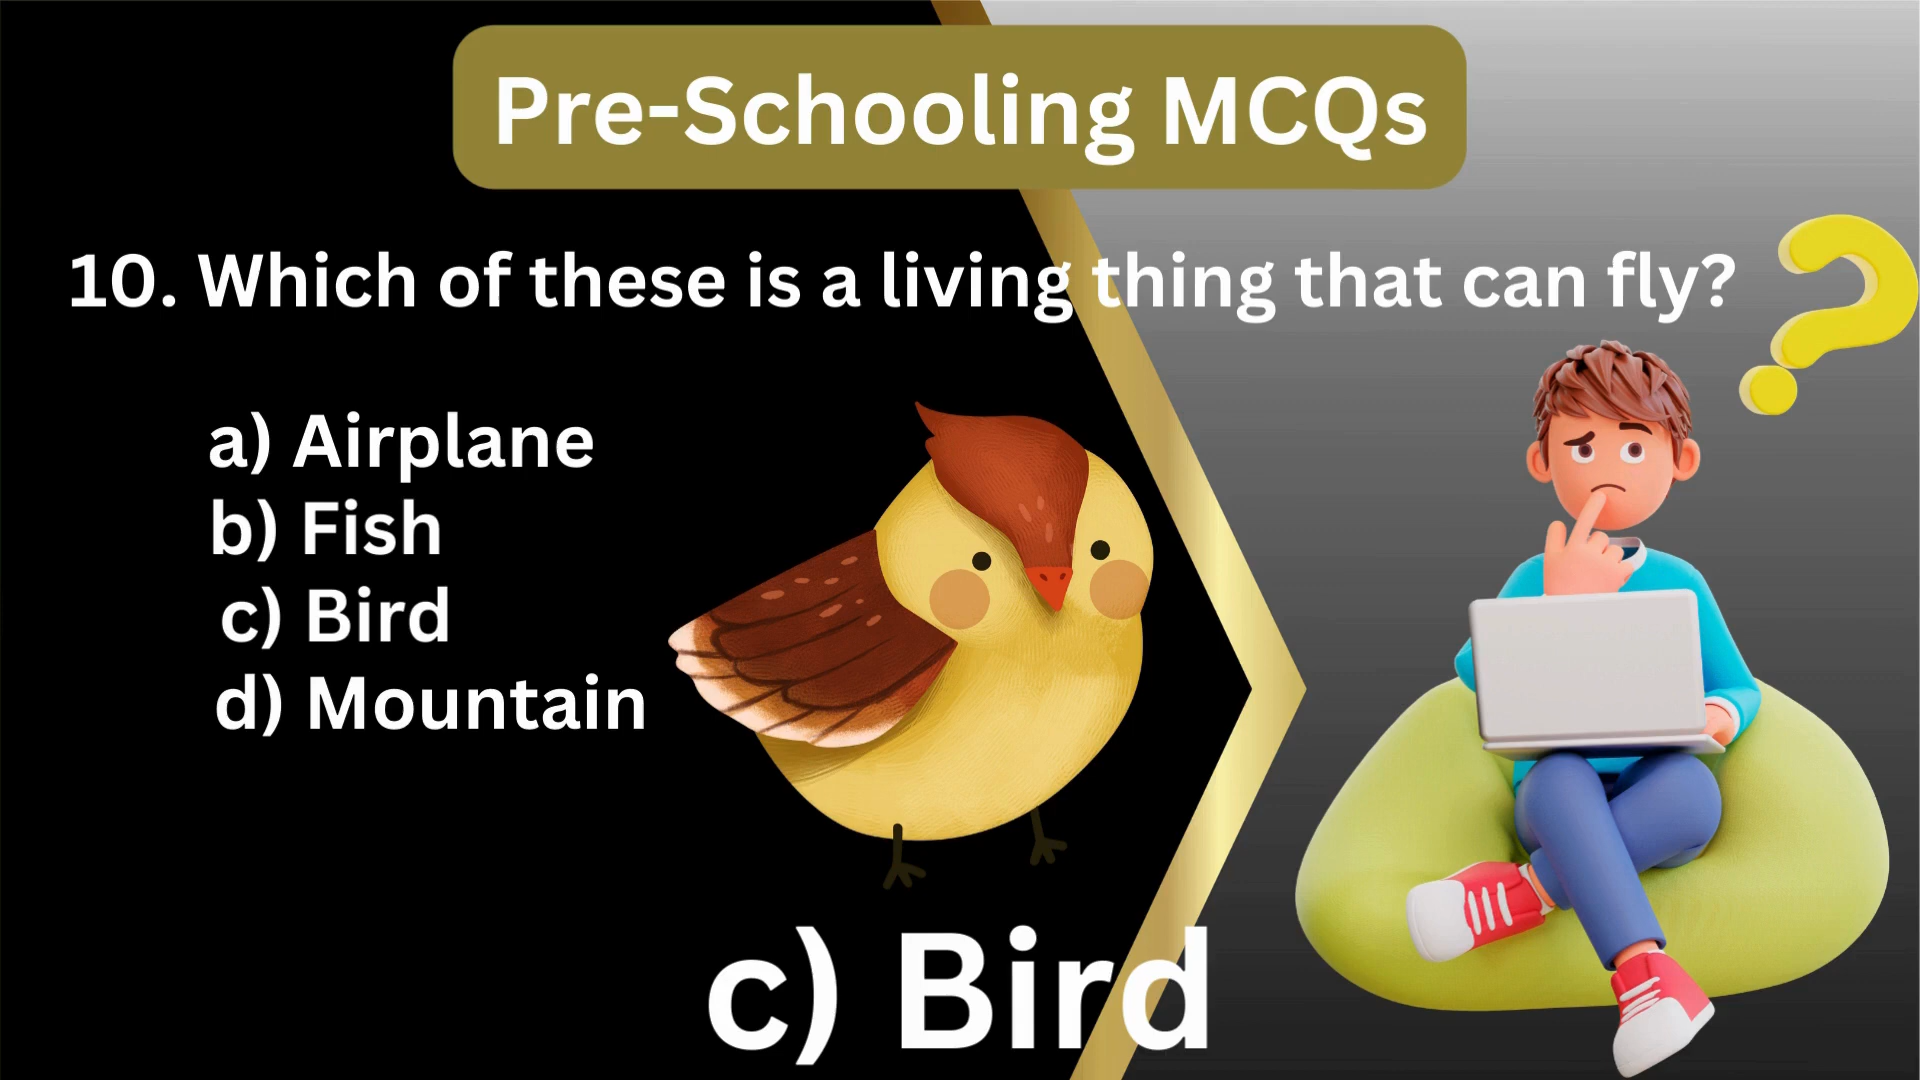 Pre-Schooling MCQs
10. Which of these is a living thing that can fly?
a) Airplane
b) Fish
c) Bird
d) Mountain
c) Bird